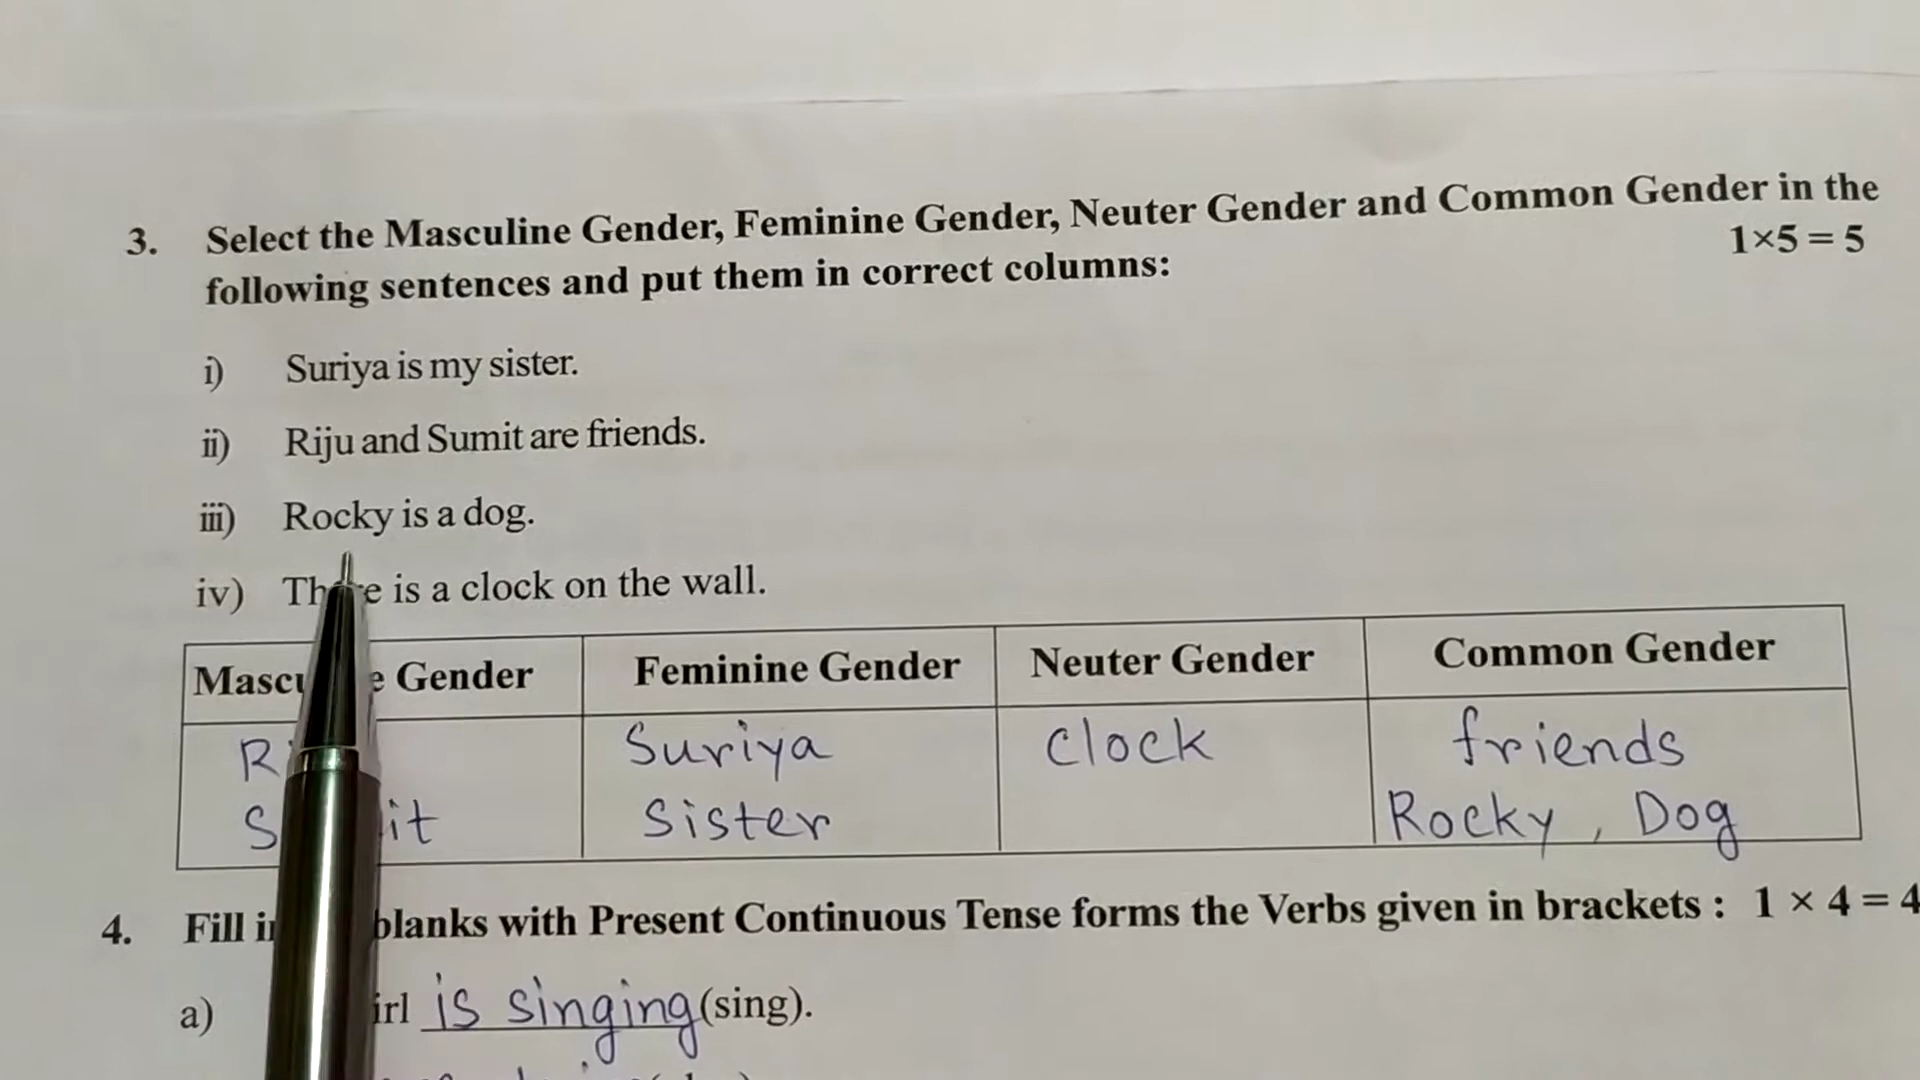 3. Select the Masculine Gender, Feminine Gender, Neuter Gender and Common Gender in the
following sentences and put them in correct columns: 1×5 = 5
i) Suriya is my sister.
ii) Riju and Sumit are friends.
iii) Rocky is a dog.
iv) is a clock on the wall.
Gender Feminine Gender Neuter Gender Common Gender
Suriya Clock friends
Sister Rocky, Dog
4. Fill blanks with Present Continuous Tense forms the Verbs given in brackets : 1 × 4 = 4
a) is singing (sing).